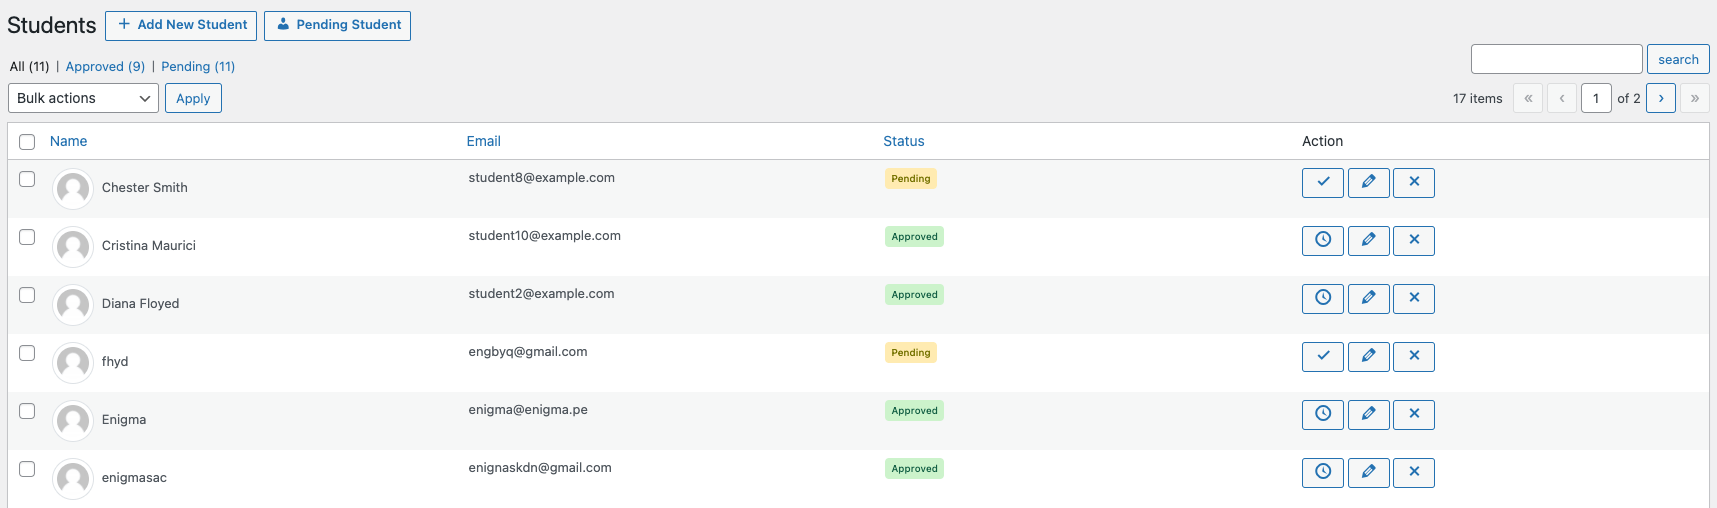 Students + Add New Student Pending Student
All (11) | Approved (9) | Pending (11)
search
Bulk actions Apply
17 items « ‹ 1 of 2 › »
Name Email Status Action
Chester Smith student8@example.com Pending
Cristina Maurici student10@example.com Approved
Diana Floyed student2@example.com Approved
fhyd engbyq@gmail.com Pending
Enigma enigma@enigma.pe Approved
enigmasac enignaskdn@gmail.com Approved